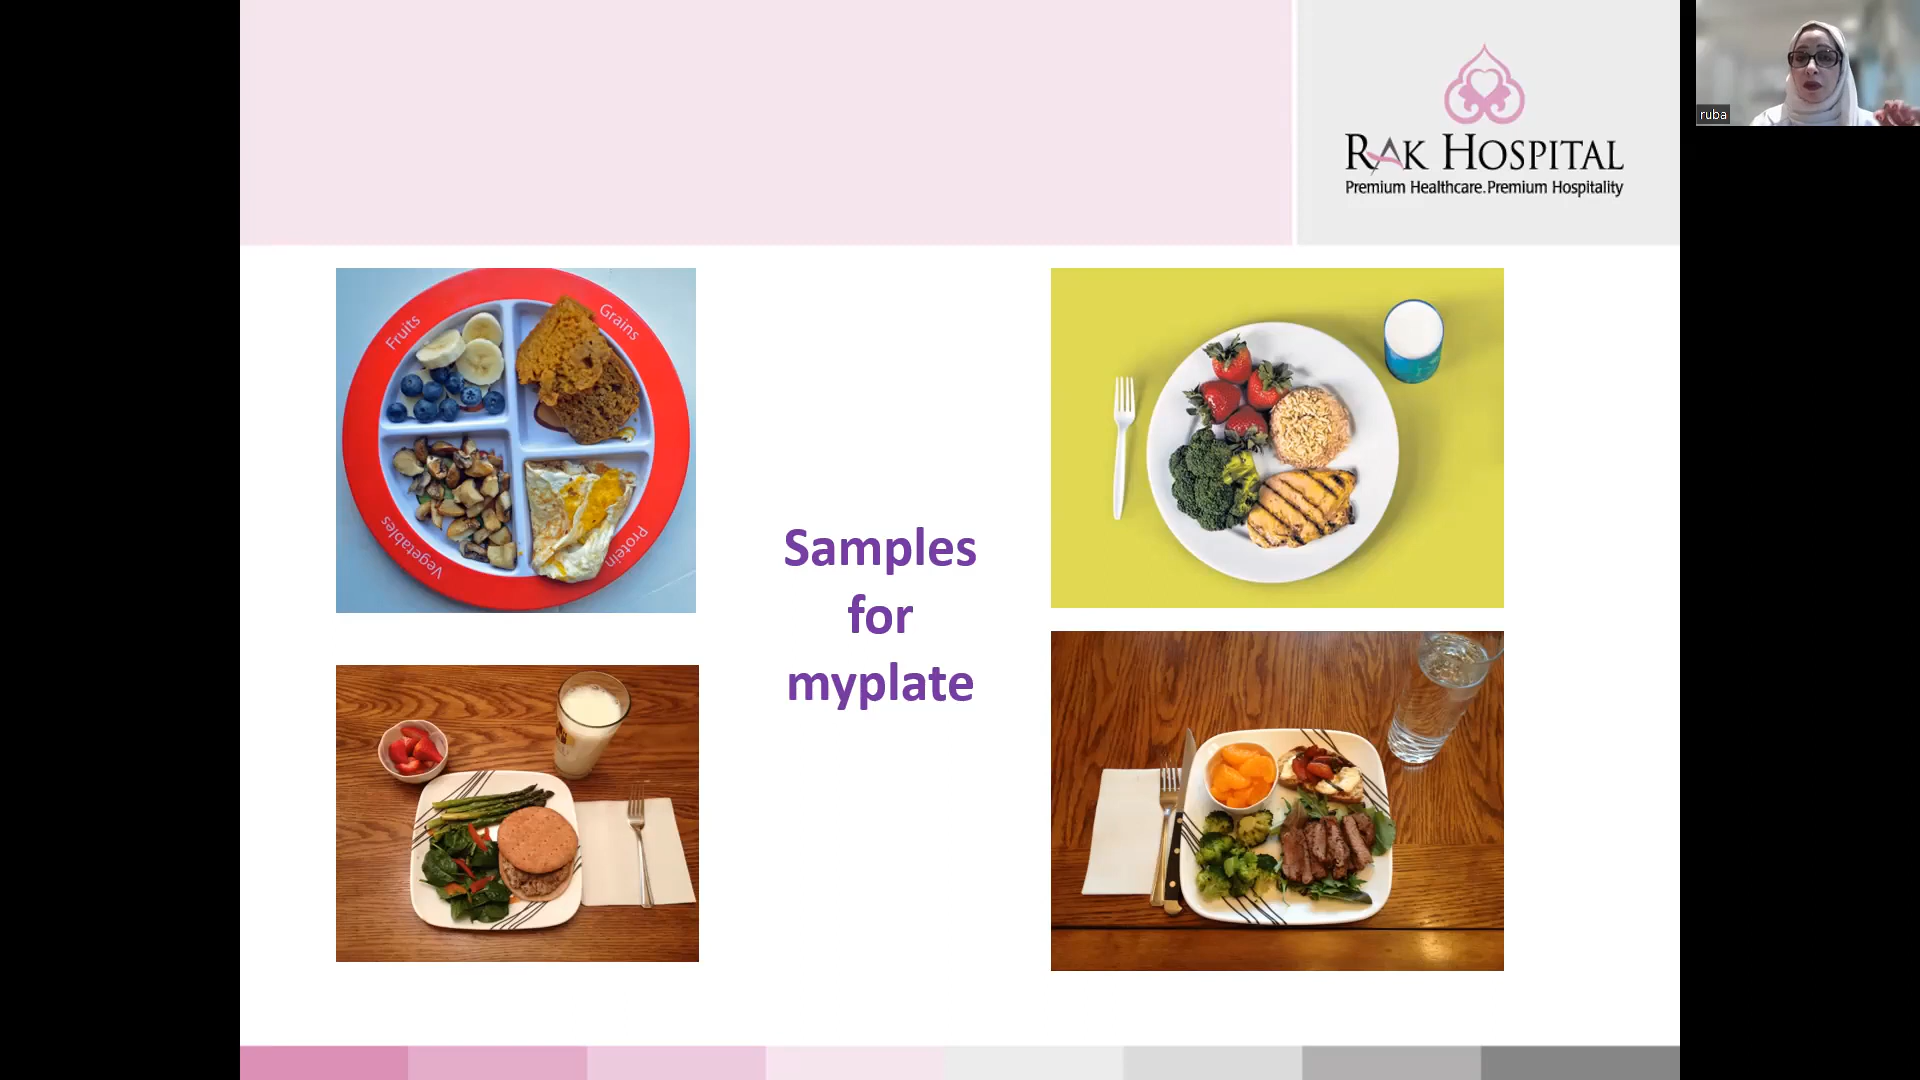 RAK HOSPITAL
Premium Healthcare. Premium Hospitality
ruba
Fruits
Grains
Vegetables
Protein
Samples
for
myplate